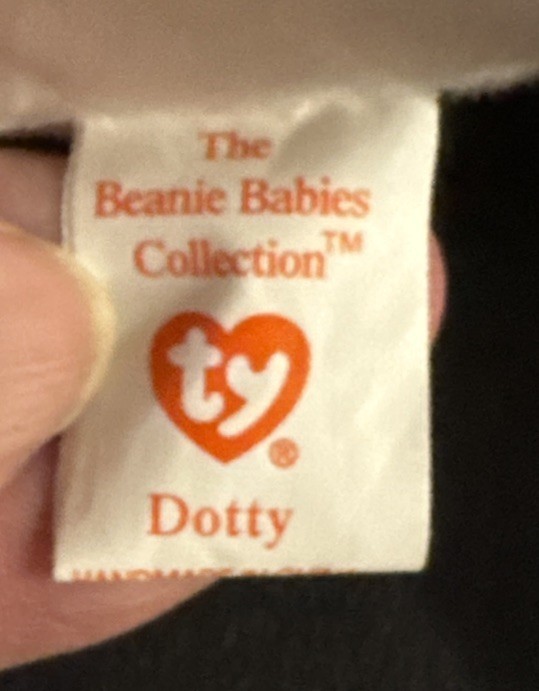 The
Beanie Babies
Collection™
ty®
Dotty